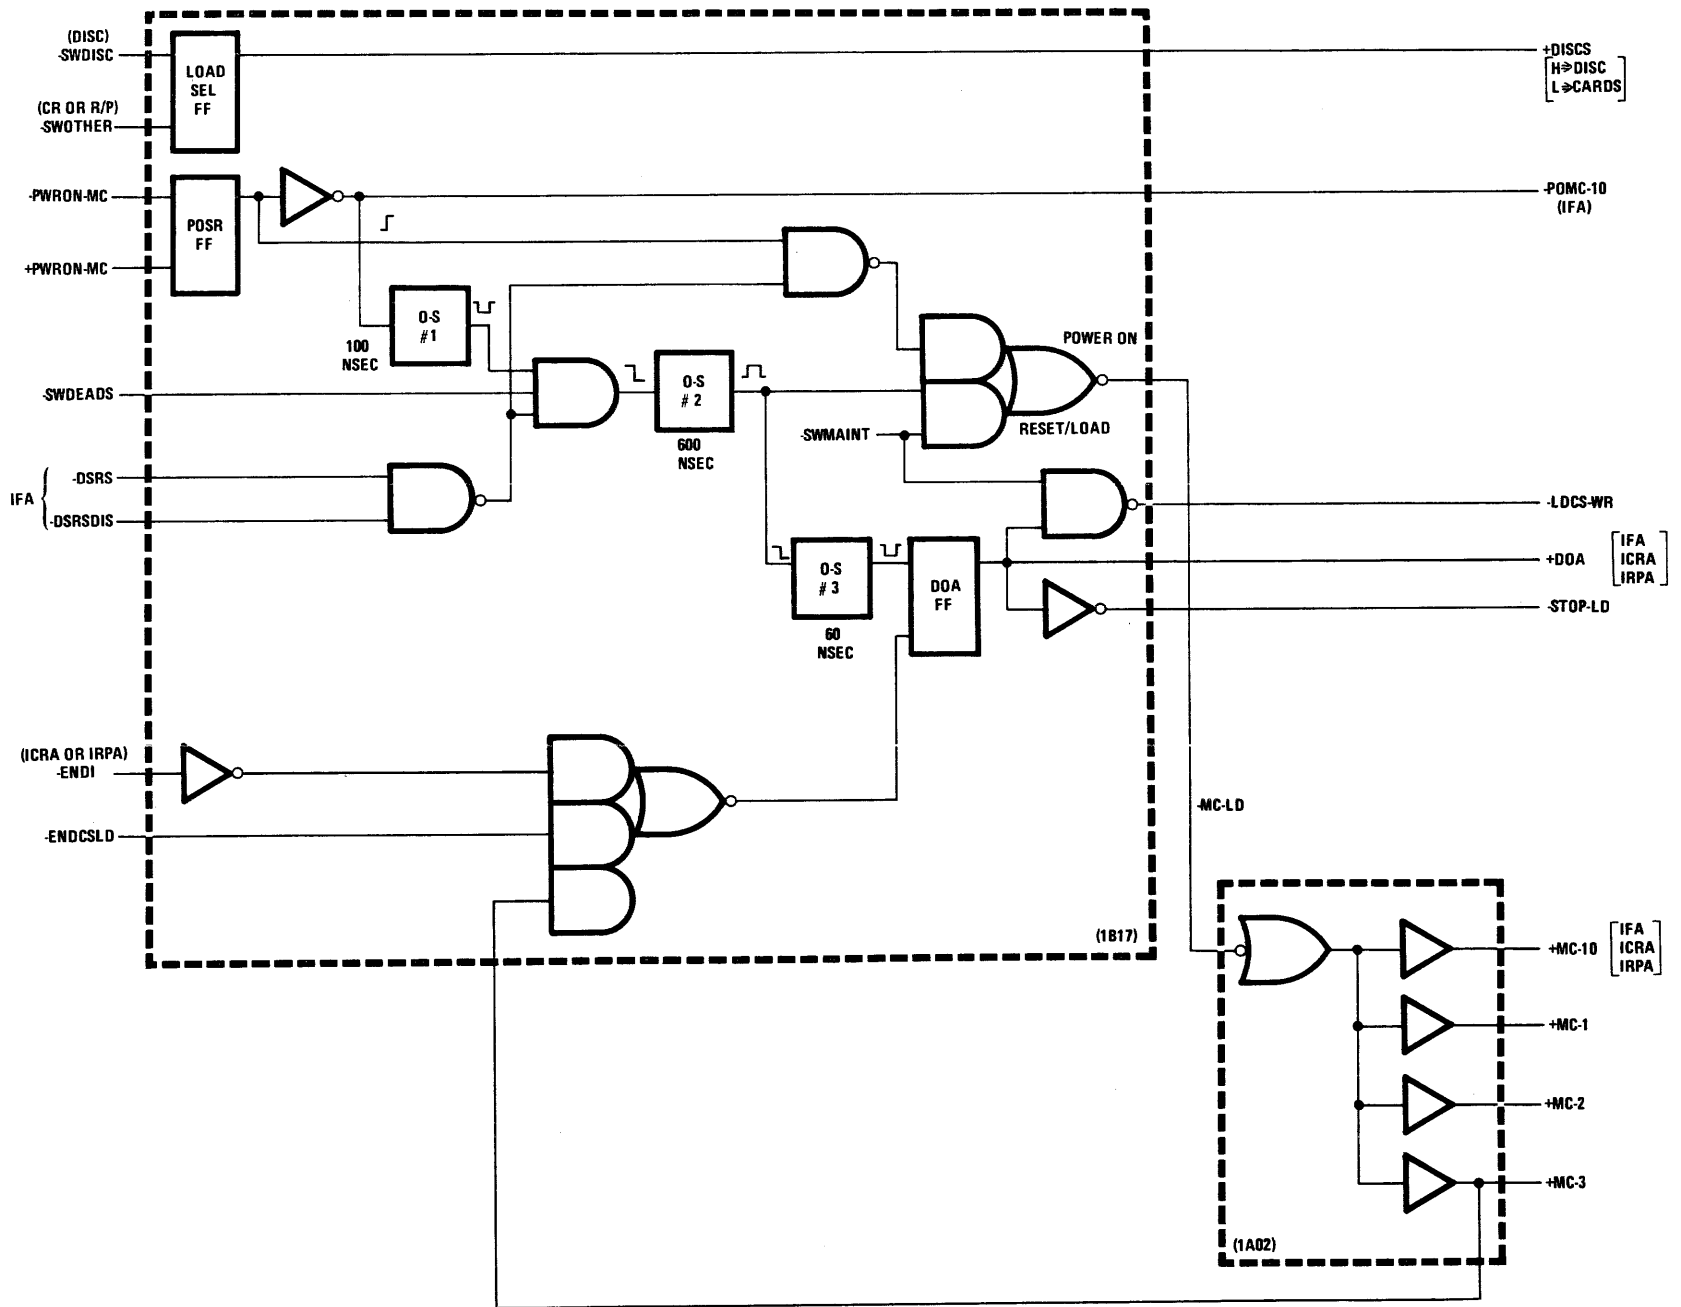 (DISC)
-SWDISC
LOAD
SEL
FF
+DISCS
H⇒DISC
L⇒CARDS
(CR OR R/P)
-SWOTHER
-PWRON-MC
POSR
FF
+PWRON-MC
-POMC-10
(IFA)
O-S
#1
100
NSEC
-SWDEADS
O-S
# 2
600
NSEC
POWER ON
RESET/LOAD
-SWMAINT
IFA
-DSRS
-DSRSDIS
-LDCS-WR
+DOA
IFA
ICRA
IRPA
-STOP-LD
O-S
# 3
60
NSEC
DOA
FF
(ICRA OR IRPA)
-ENDI
-ENDCSLD
-MC-LD
(1B17)
+MC-10
IFA
ICRA
IRPA
+MC-1
+MC-2
+MC-3
(1A02)